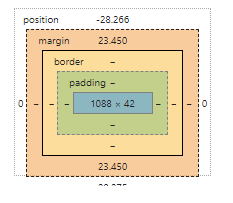 position -28.266
margin 23.450
border –
padding –
0 – – – 1088 × 42 – – – 0
–
–
23.450